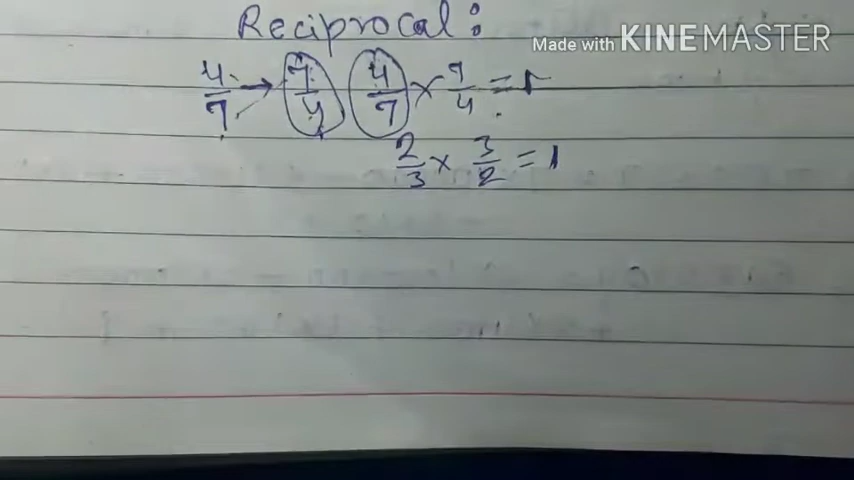 Reciprocal:
Made with KINEMASTER
4/7 → 7/4 4/7 × 7/4 = 1
2/3 × 3/2 = 1